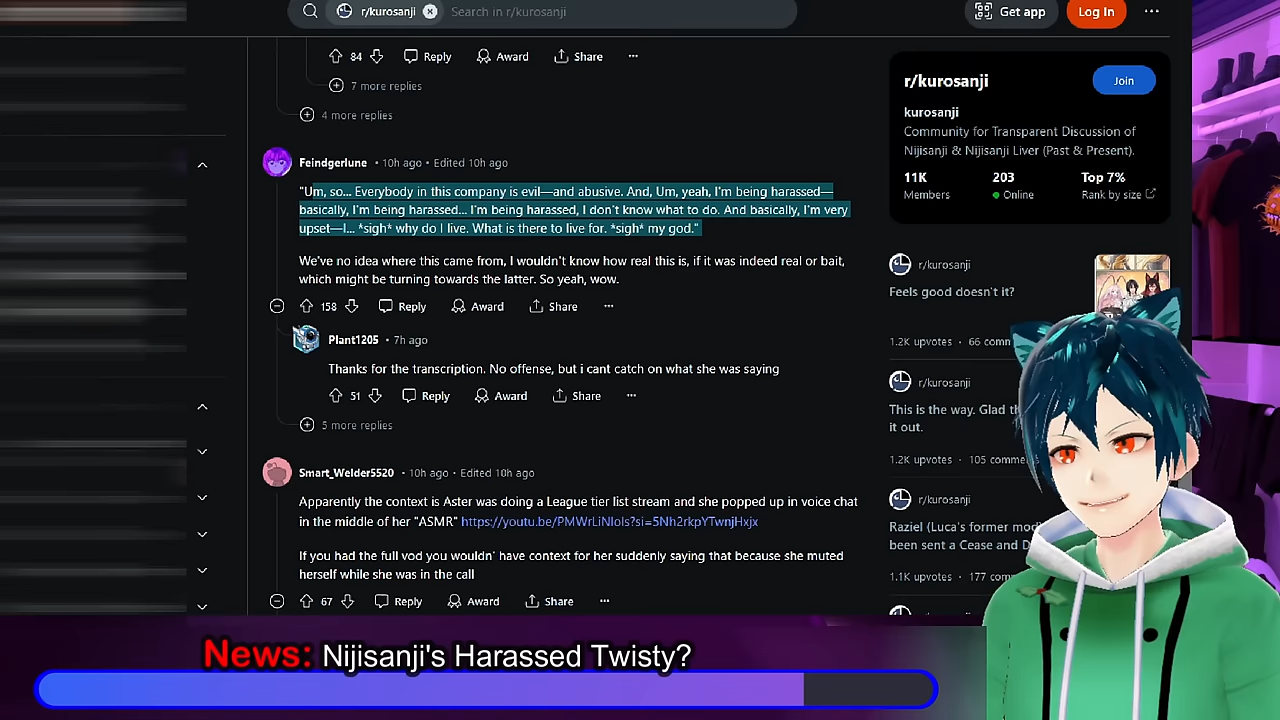 r/kurosanji
Search in r/kurosanji
Get app
Log In
84
Reply
Award
Share
7 more replies
4 more replies
Feindgerlune • 10h ago • Edited 10h ago
"Um, so... Everybody in this company is evil—and abusive. And, Um, yeah, I'm being harassed—
basically, I'm being harassed... I'm being harassed, I don't know what to do. And basically, I'm very
upset—I... *sigh* why do I live. What is there to live for. *sigh* my god."
We've no idea where this came from, I wouldn't know how real this is, if it was indeed real or bait,
which might be turning towards the latter. So yeah, wow.
158
Reply
Award
Share
Plant1205 • 7h ago
Thanks for the transcription. No offense, but i cant catch on what she was saying
51
Reply
Award
Share
5 more replies
Smart_Welder5520 • 10h ago • Edited 10h ago
Apparently the context is Aster was doing a League tier list stream and she popped up in voice chat
in the middle of her "ASMR" https://youtu.be/PMWrLiNlols?si=5Nh2rkpYTwnjHxjx
If you had the full vod you wouldn' have context for her suddenly saying that because she muted
herself while she was in the call
67
Reply
Award
Share
r/kurosanji
Join
kurosanji
Community for Transparent Discussion of
Nijisanji & Nijisanji Liver (Past & Present).
11K
203
Top 7%
Members
Online
Rank by size
r/kurosanji
Feels good doesn't it?
1.2K upvotes • 66 comm
r/kurosanji
This is the way. Glad th
it out.
1.2K upvotes • 105 comme
r/kurosanji
Raziel (Luca's former mod
been sent a Cease and D
1.1K upvotes • 177 com
News: Nijisanji's Harassed Twisty?